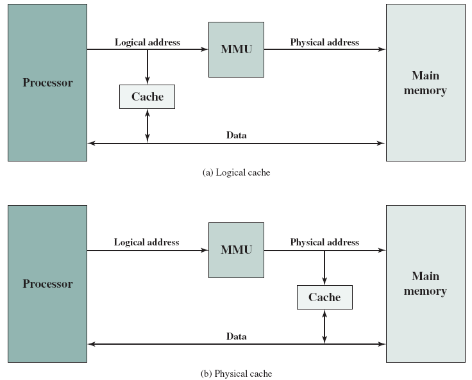 Logical address
MMU
Physical address
Processor
Cache
Main
memory
Data
(a) Logical cache
Logical address
MMU
Physical address
Processor
Cache
Main
memory
Data
(b) Physical cache